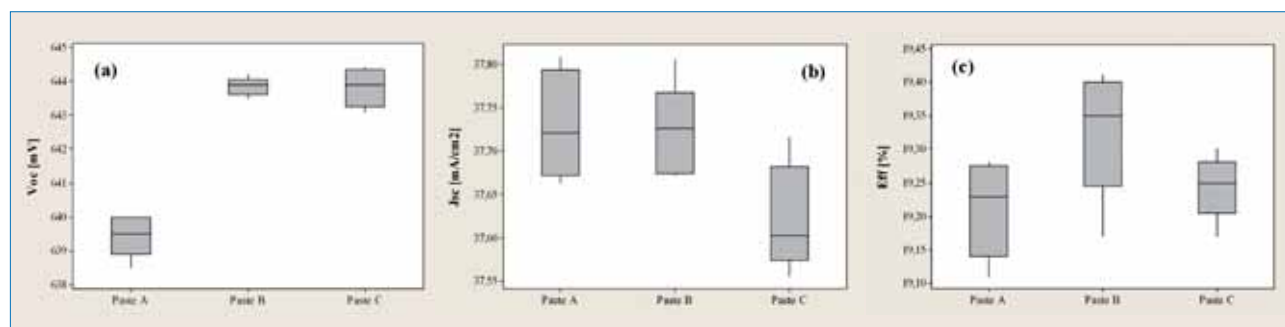 (a)
Voc [mV]
645
644
643
642
641
640
639
638
Paste A Paste B Paste C
(b)
Jsc [mA/cm2]
37,80
37,75
37,70
37,65
37,60
37,55
Paste A Paste B Paste C
(c)
Eff [%]
19,45
19,40
19,35
19,30
19,25
19,20
19,15
19,10
Paste A Paste B Paste C